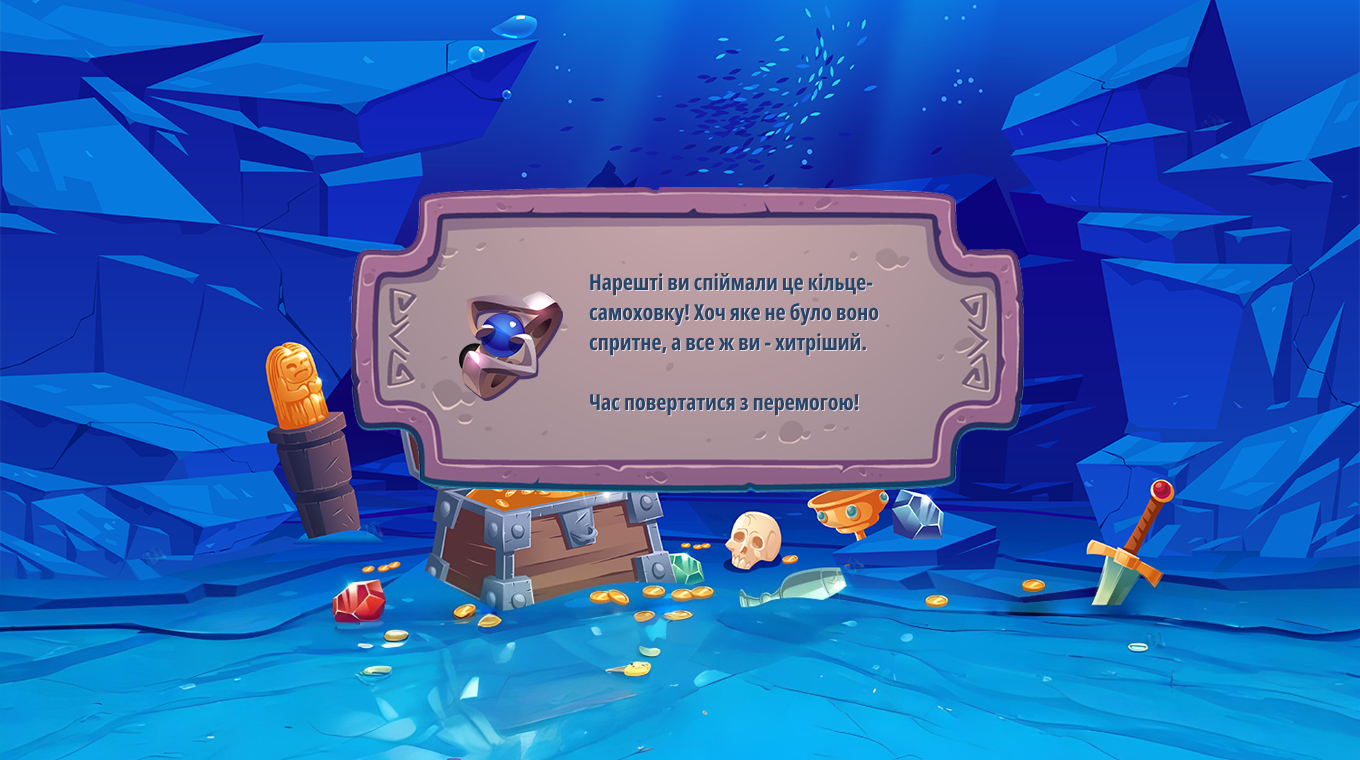 Нарешті ви спіймали це кільце-
самоховку! Хоч яке не було воно
спритне, а все ж ви - хитріший.
Час повертатися з перемогою!